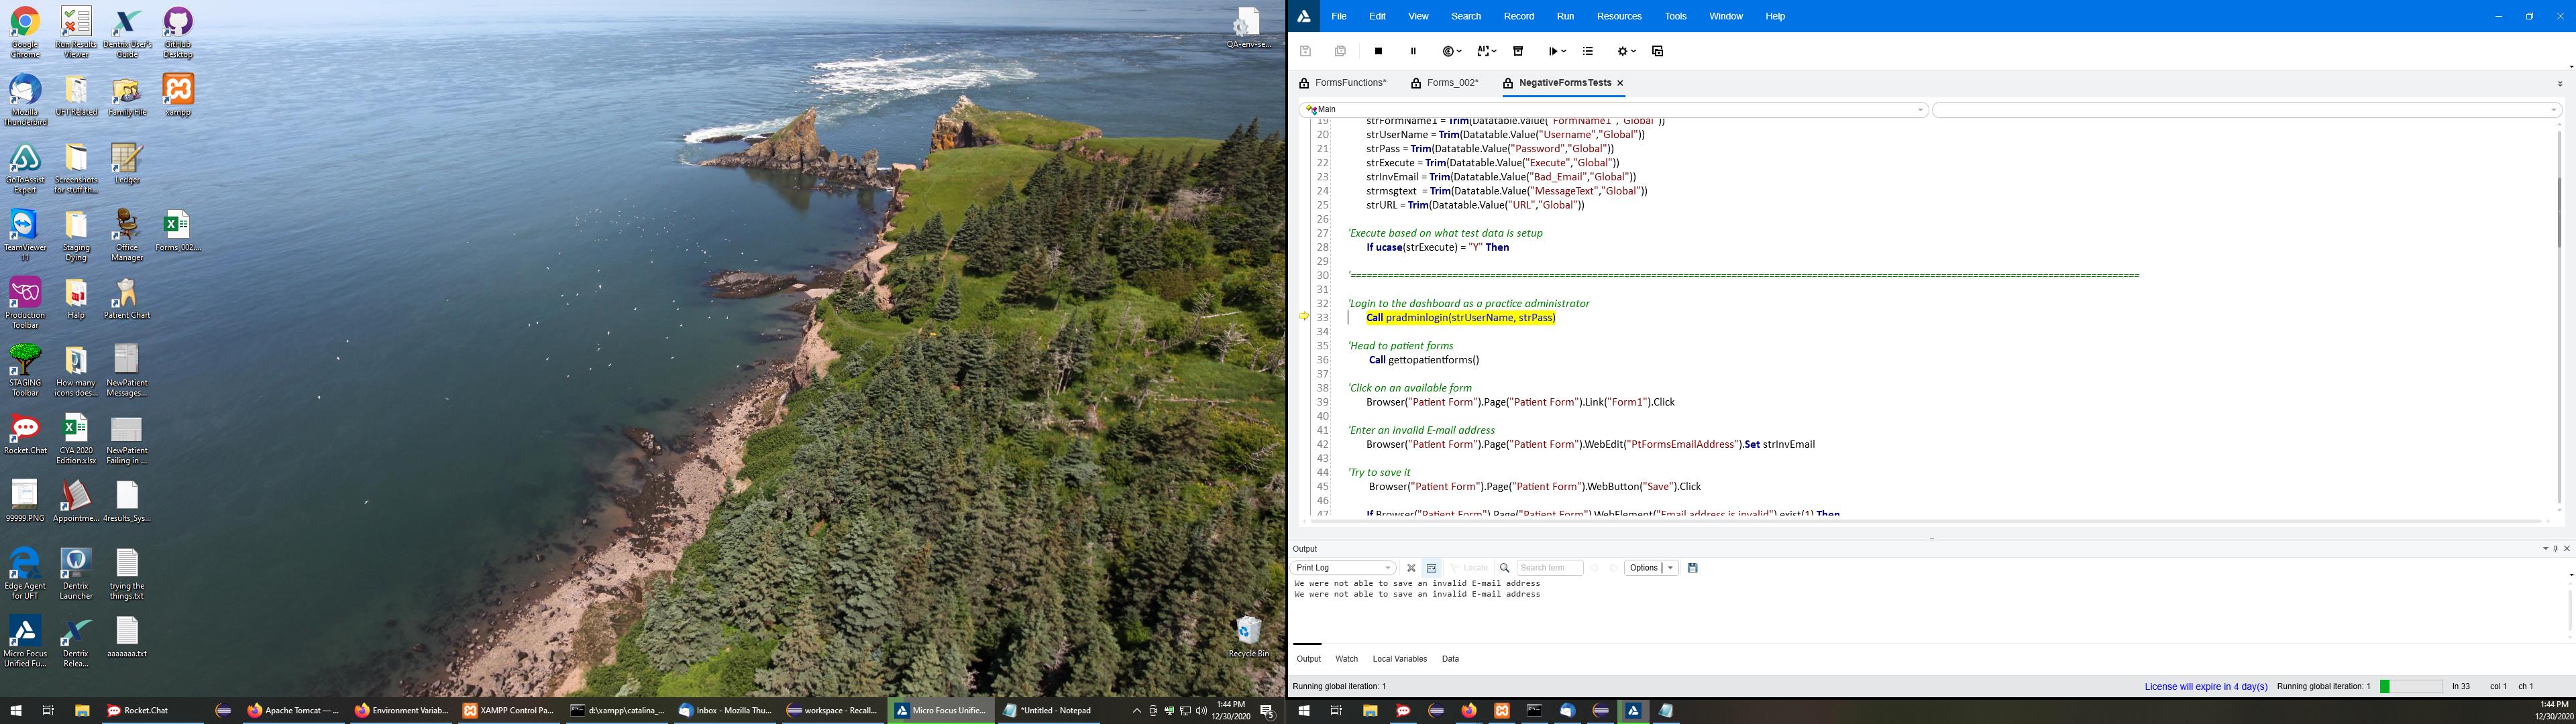 Google Chrome
Run Results Viewer
Dentrix User's Guide
GitHub Desktop
QA-env-se...
Mozilla Thunderbird
UFT Related
Family File
xampp
GoToAssist Expert
Screenshots for stuff th...
Ledger
TeamViewer 11
Staging Dying
Office Manager
Forms_002....
Production Toolbar
Halp
Patient Chart
STAGING Toolbar
How many icons does...
NewPatient Messages...
Rocket.Chat
CYA 2020 Edition.xlsx
NewPatient Failing in ...
99999.PNG
Appointme...
4results_Sys...
Edge Agent for UFT
Dentrix Launcher
trying the things.txt
Micro Focus Unified Fu...
Dentrix Relea...
aaaaaaa.txt
Recycle Bin
Rocket.Chat
Apache Tomcat — ...
Environment Variab...
XAMPP Control Pa...
d:\xampp\catalina_...
Inbox - Mozilla Thu...
workspace - Recall...
Micro Focus Unifie...
*Untitled - Notepad
1:44 PM
12/30/2020
5
File Edit View Search Record Run Resources Tools Window Help
FormsFunctions* Forms_002* NegativeFormsTests
Main
19 strFormName1 = Trim(Datatable.Value("FormName1","Global"))
20 strUserName = Trim(Datatable.Value("Username","Global"))
21 strPass = Trim(Datatable.Value("Password","Global"))
22 strExecute = Trim(Datatable.Value("Execute","Global"))
23 strInvEmail = Trim(Datatable.Value("Bad_Email","Global"))
24 strmsgtext = Trim(Datatable.Value("MessageText","Global"))
25 strURL = Trim(Datatable.Value("URL","Global"))
26
27 'Execute based on what test data is setup
28 If ucase(strExecute) = "Y" Then
29
30
31
32 'Login to the dashboard as a practice administrator
33 Call pradminlogin(strUserName, strPass)
34
35 'Head to patient forms
36 Call gettopatientforms()
37
38 'Click on an available form
39 Browser("Patient Form").Page("Patient Form").Link("Form1").Click
40
41 'Enter an invalid E-mail address
42 Browser("Patient Form").Page("Patient Form").WebEdit("PtFormsEmailAddress").Set strInvEmail
43
44 'Try to save it
45 Browser("Patient Form").Page("Patient Form").WebButton("Save").Click
46
47 If Browser("Patient Form").Page("Patient Form").WebElement("Email address is invalid").exist(1) Then
Output
Print Log Locate Search term Options
We were not able to save an invalid E-mail address
We were not able to save an invalid E-mail address
Output Watch Local Variables Data
Running global iteration: 1 License will expire in 4 day(s) Running global iteration: 1 ln 33 col 1 ch 1
1:44 PM
12/30/2020